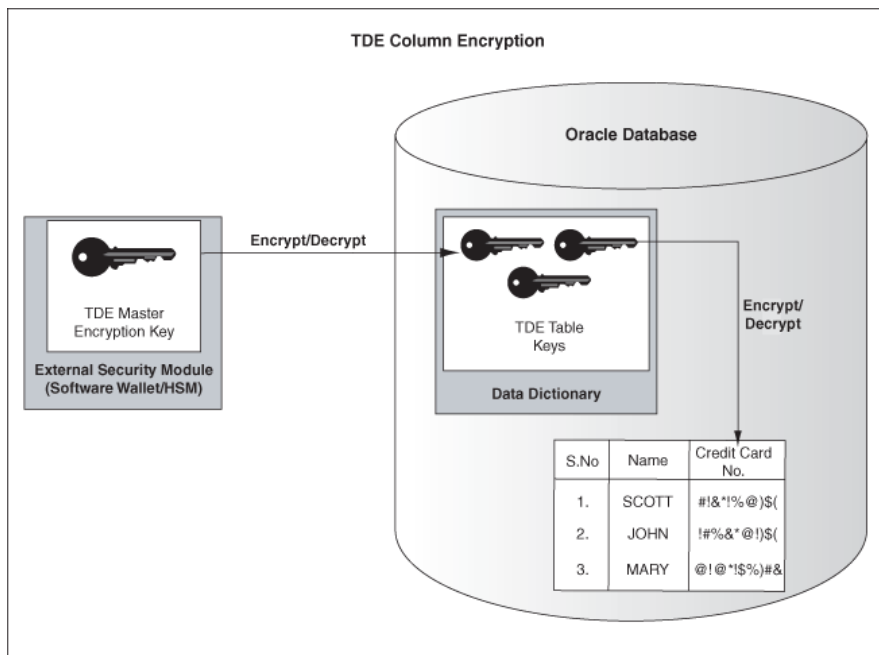 TDE Column Encryption
Oracle Database
Encrypt/Decrypt
TDE Master
Encryption Key
External Security Module
(Software Wallet/HSM)
TDE Table
Keys
Data Dictionary
Encrypt/
Decrypt
S.No Name Credit Card
No.
1. SCOTT #!&*!%@)$(
2. JOHN !#%&*@!)$(
3. MARY @!@*!$%)#&